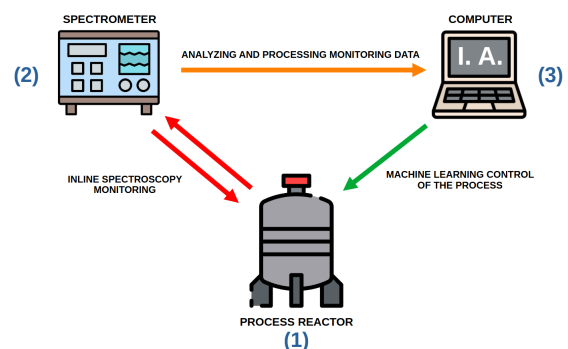 SPECTROMETER
COMPUTER
(2)
ANALYZING AND PROCESSING MONITORING DATA
I. A.
(3)
INLINE SPECTROSCOPY
MONITORING
MACHINE LEARNING CONTROL
OF THE PROCESS
PROCESS REACTOR
(1)